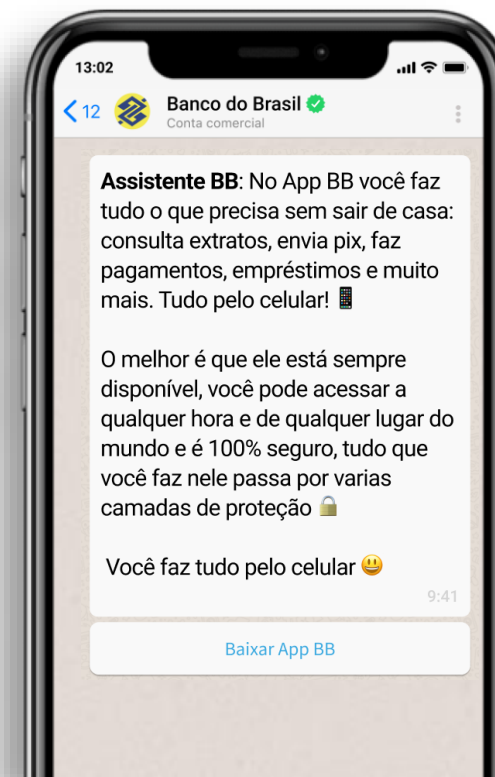 13:02
12
Banco do Brasil
Conta comercial
Assistente BB: No App BB você faz
tudo o que precisa sem sair de casa:
consulta extratos, envia pix, faz
pagamentos, empréstimos e muito
mais. Tudo pelo celular! 📱
O melhor é que ele está sempre
disponível, você pode acessar a
qualquer hora e de qualquer lugar do
mundo e é 100% seguro, tudo que
você faz nele passa por varias
camadas de proteção 🔒
Você faz tudo pelo celular 😃
9:41
Baixar App BB